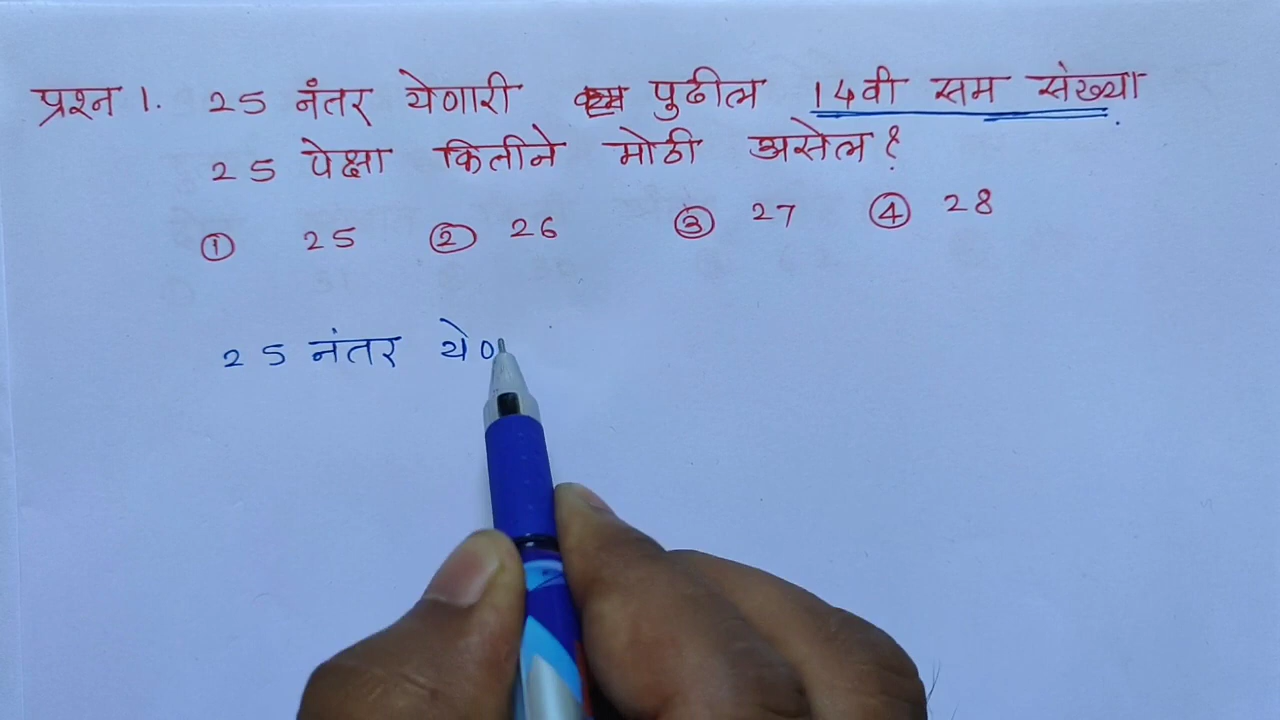 प्रश्न 1. 25 नंतर येणारी पुढील 14वी सम संख्या
25 पेक्षा कितीने मोठी असेल ?
① 25 ② 26 ③ 27 ④ 28
25 नंतर येण